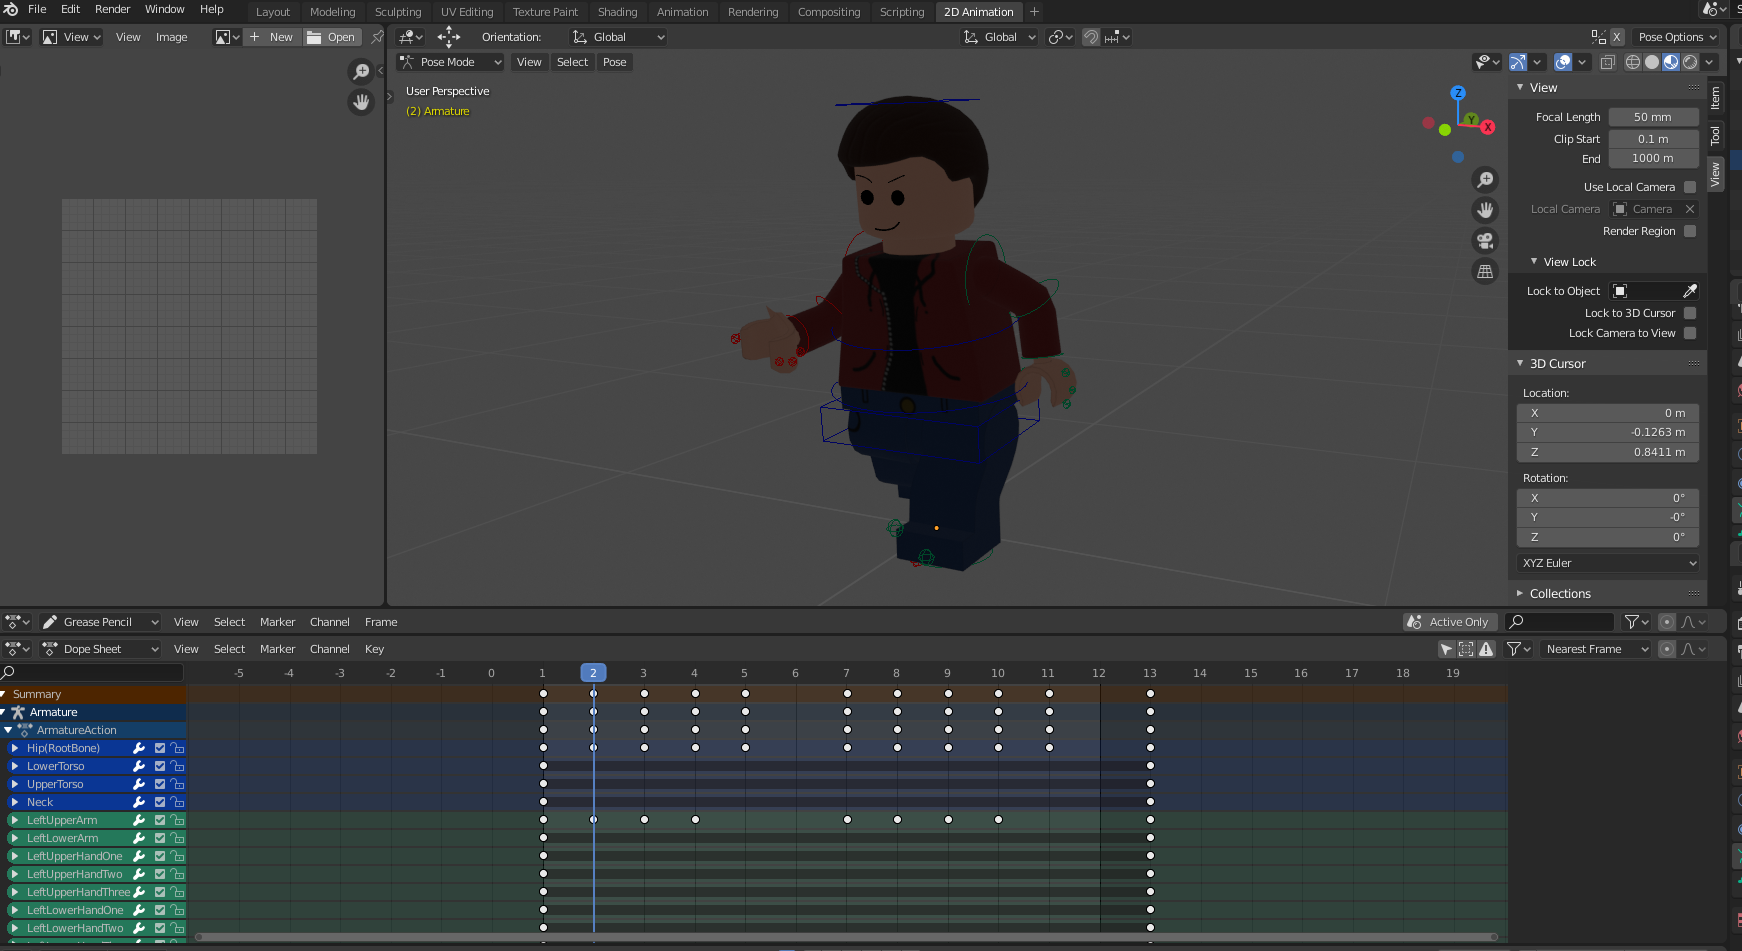 File Edit Render Window Help Layout Modeling Sculpting UV Editing Texture Paint Shading Animation Rendering Compositing Scripting 2D Animation +
View View Image + New Open Orientation: Global Global X Pose Options
Pose Mode View Select Pose
User Perspective
(2) Armature
Z
Y
X
View
Focal Length 50 mm
Clip Start 0.1 m
End 1000 m
Use Local Camera
Local Camera Camera
Render Region
View Lock
Lock to Object
Lock to 3D Cursor
Lock Camera to View
3D Cursor
Location:
X 0 m
Y -0.1263 m
Z 0.8411 m
Rotation:
X 0°
Y -0°
Z 0°
XYZ Euler
Collections
Item
Tool
View
Grease Pencil View Select Marker Channel Frame Active Only
Dope Sheet View Select Marker Channel Key Nearest Frame
-5 -4 -3 -2 -1 0 1 2 3 4 5 6 7 8 9 10 11 12 13 14 15 16 17 18 19
Summary
Armature
ArmatureAction
Hip(RootBone)
LowerTorso
UpperTorso
Neck
LeftUpperArm
LeftLowerArm
LeftUpperHandOne
LeftUpperHandTwo
LeftUpperHandThree
LeftLowerHandOne
LeftLowerHandTwo